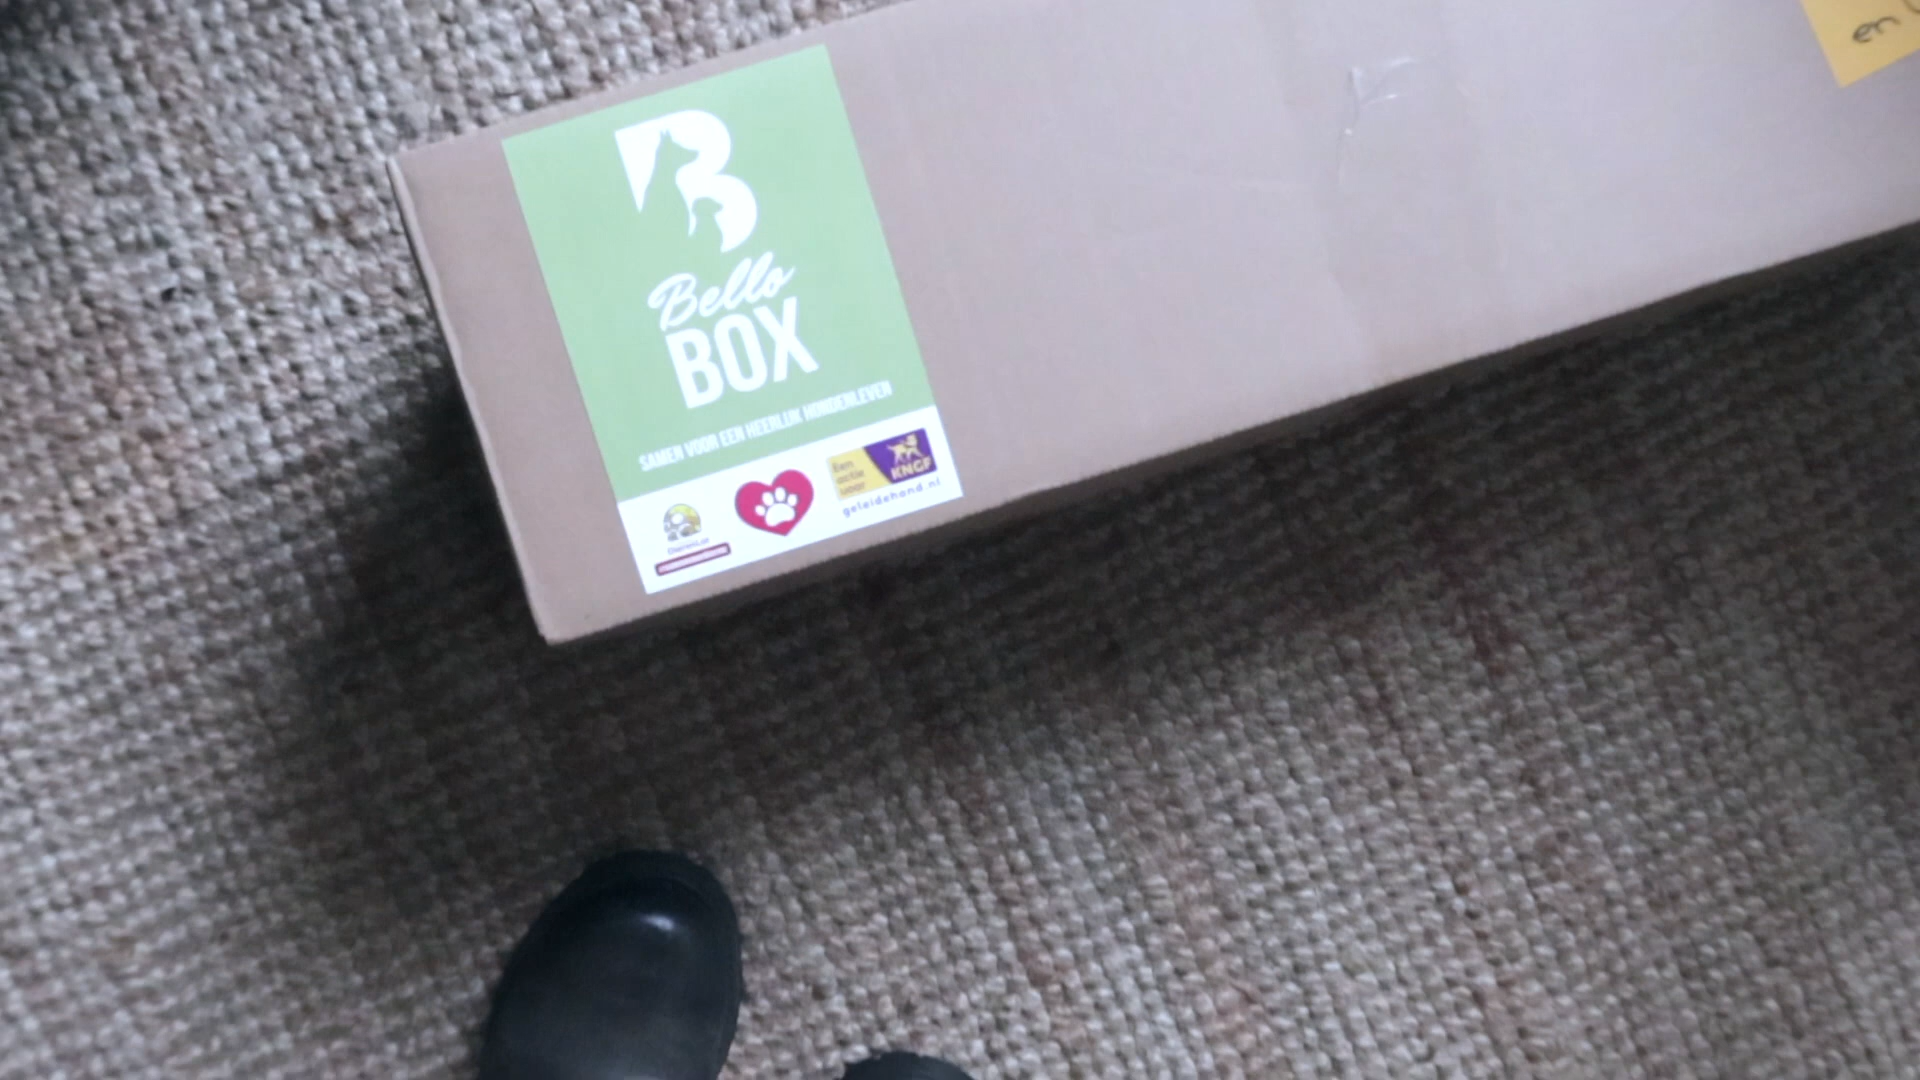 Bello
BOX
SAMEN VOOR EEN HEERLIJK HONDENLEVEN
Een
actie
voor
KNGF
geleidehond.nl
en